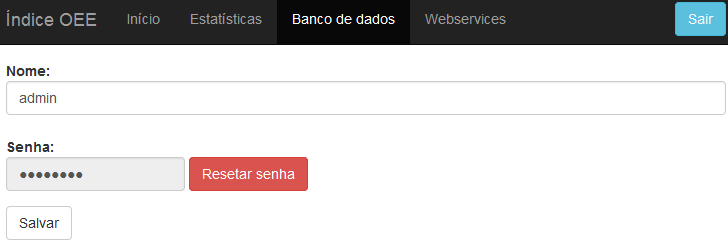 Índice OEE Início Estatísticas Banco de dados Webservices Sair
Nome:
admin
Senha:
●●●●●●●● Resetar senha
Salvar